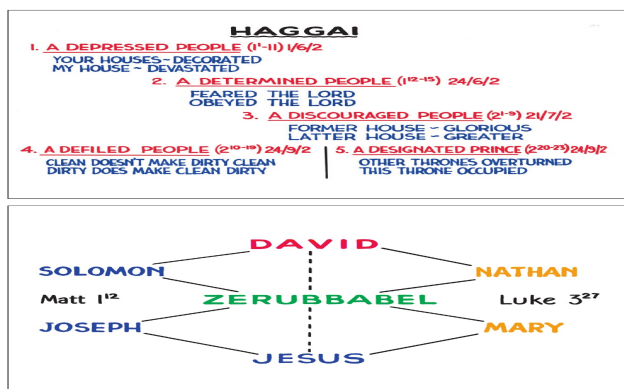 HAGGAI
1. A DEPRESSED PEOPLE (1¹-11) 1/6/2
YOUR HOUSES~DECORATED
MY HOUSE ~ DEVASTATED
2. A DETERMINED PEOPLE (1¹²⁻¹⁵) 24/6/2
FEARED THE LORD
OBEYED THE LORD
3. A DISCOURAGED PEOPLE (2¹⁻⁹) 21/7/2
FORMER HOUSE ~ GLORIOUS
LATTER HOUSE ~ GREATER
4. A DEFILED PEOPLE (2¹⁰⁻¹⁹) 24/9/2
CLEAN DOESN'T MAKE DIRTY CLEAN
DIRTY DOES MAKE CLEAN DIRTY
5. A DESIGNATED PRINCE (2²⁰⁻²³) 24/9/2
OTHER THRONES OVERTURNED
THIS THRONE OCCUPIED
DAVID
SOLOMON NATHAN
Matt 1¹² ZERUBBABEL Luke 3²⁷
JOSEPH MARY
JESUS